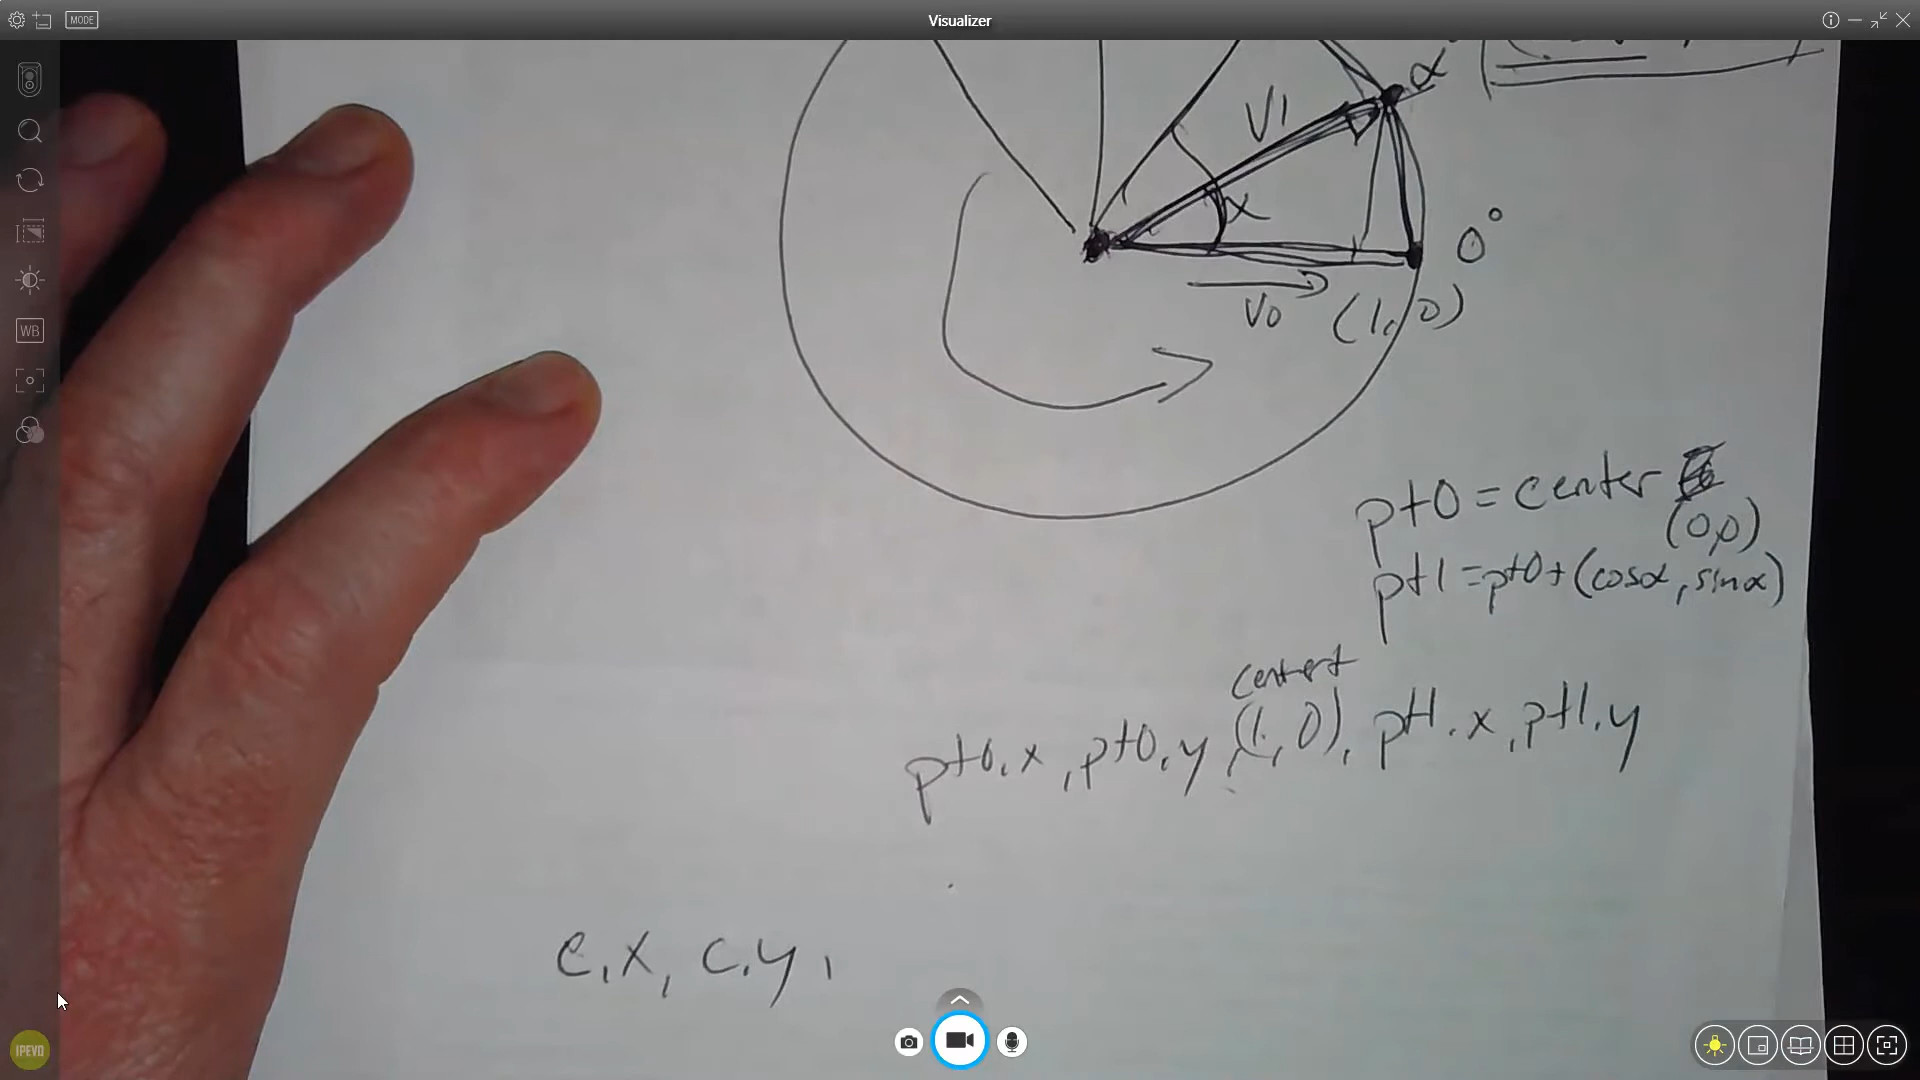 MODE
Visualizer
V1
α
α
0°
V0
(1,0)
WB
pt0 = center
(0,0)
pt1 = pt0 + (cosα, sinα)
center+
pt0.x, pt0.y, (1, 0), pt1.x, pt1.y
c.x, c.y,
IPEVO